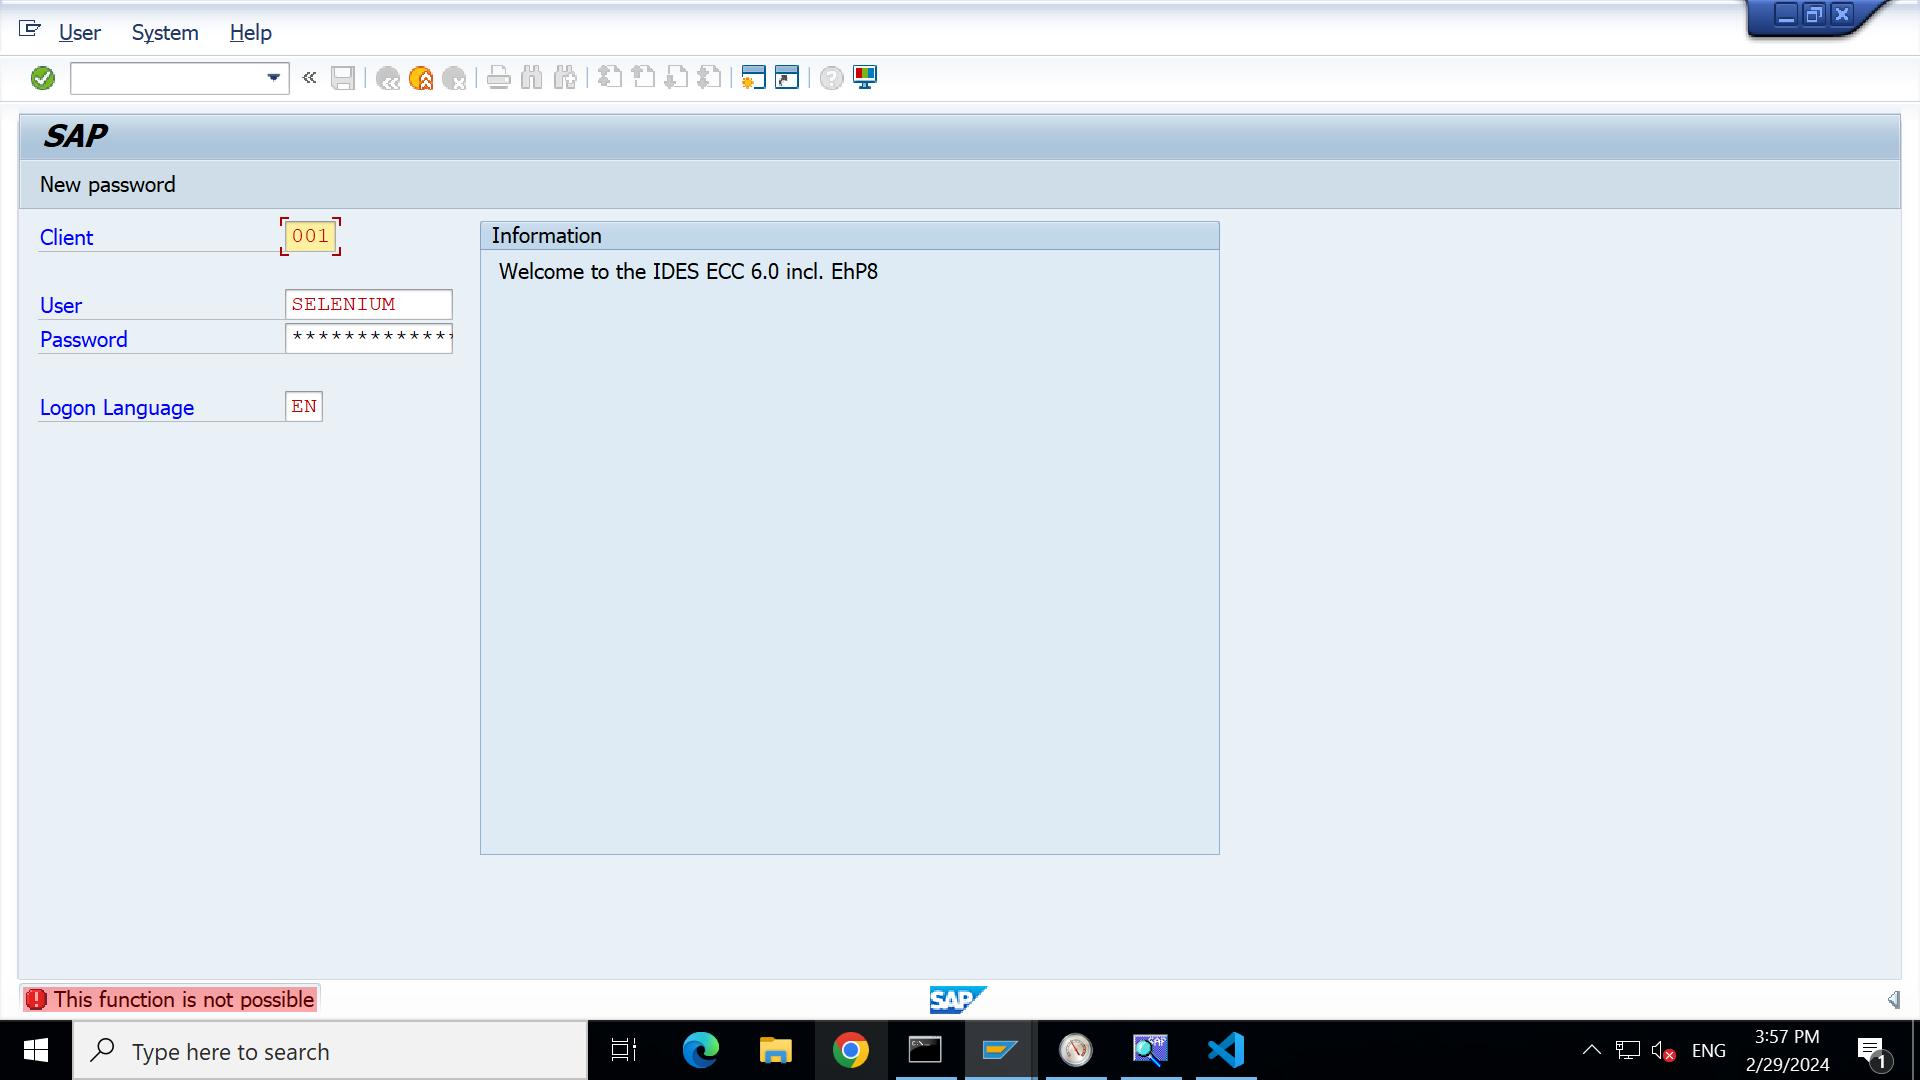 User System Help
SAP
New password
Client 001
Information
Welcome to the IDES ECC 6.0 incl. EhP8
User SELENIUM
Password *************
Logon Language EN
This function is not possible
SAP
Type here to search
ENG
3:57 PM
2/29/2024
1